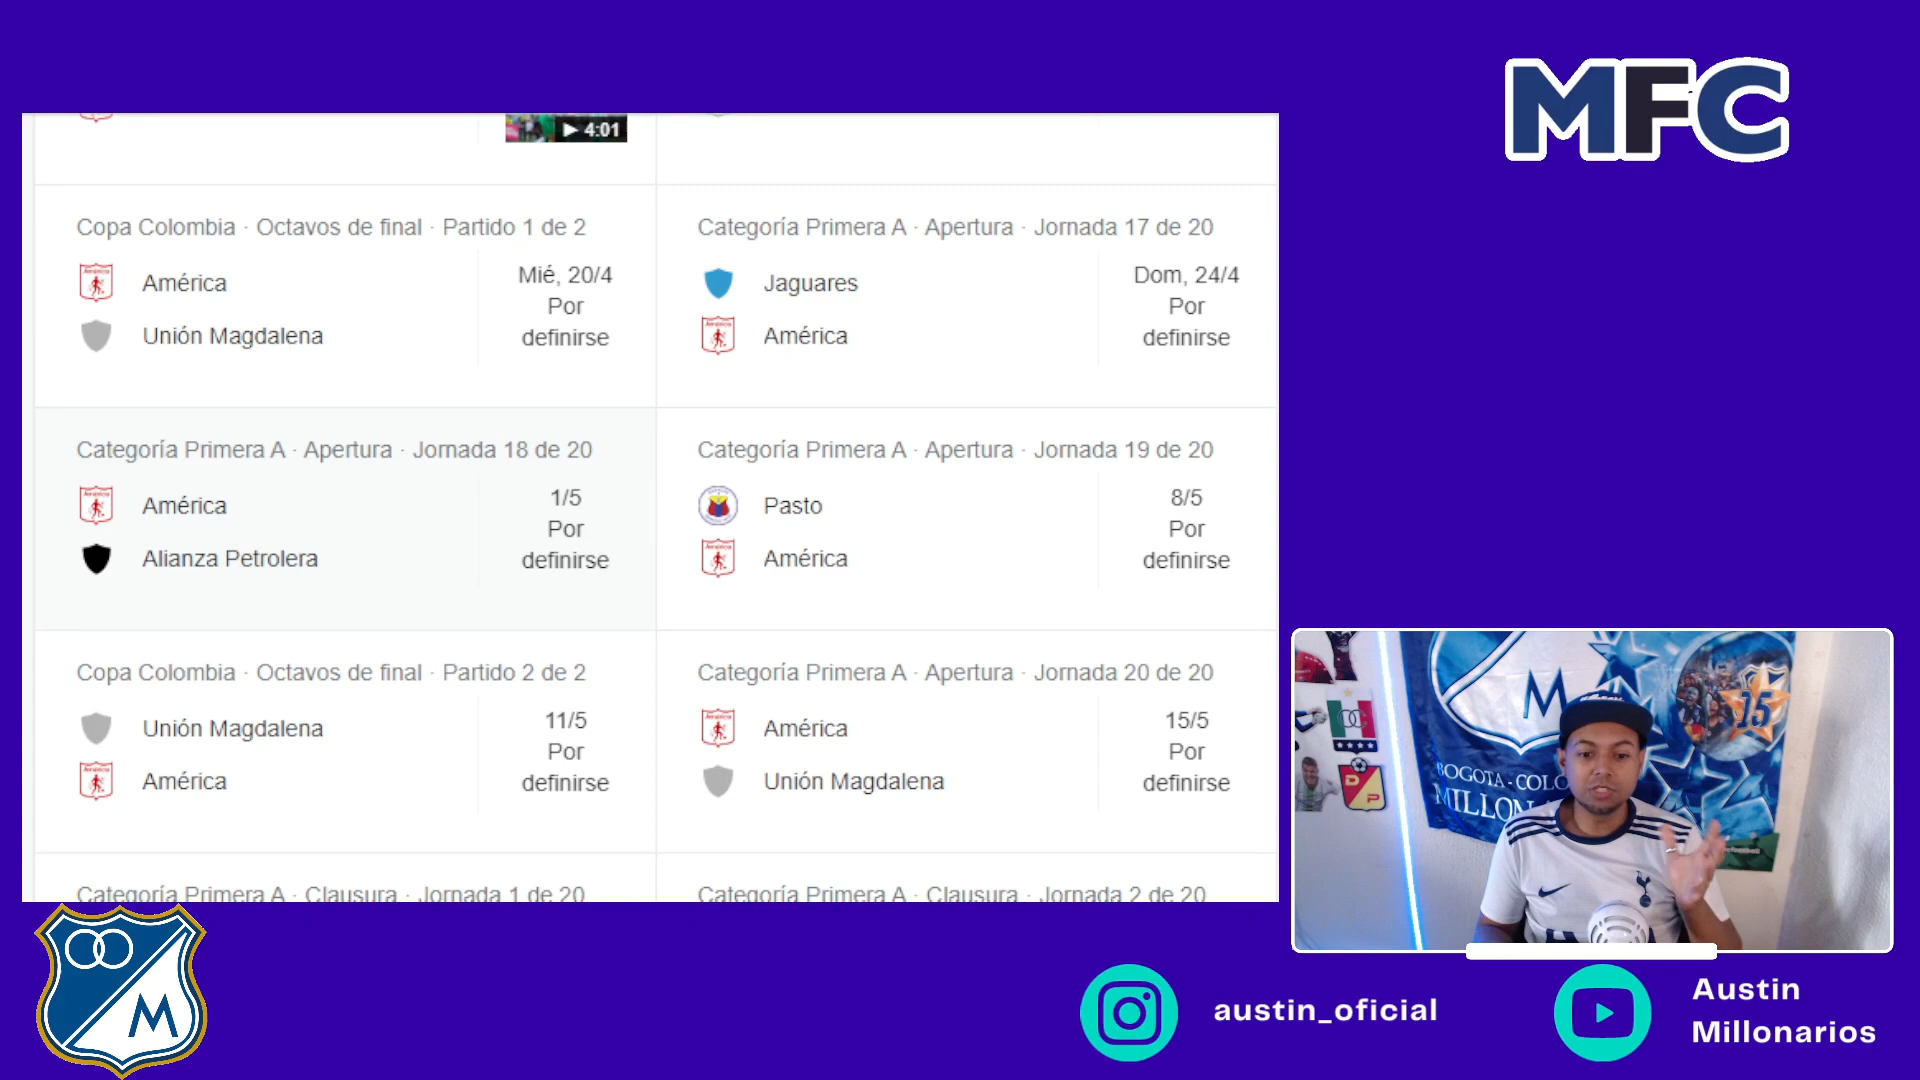 MFC
4:01
Copa Colombia · Octavos de final · Partido 1 de 2
América
Unión Magdalena
Mié, 20/4
Por
definirse
Categoría Primera A · Apertura · Jornada 17 de 20
Jaguares
América
Dom, 24/4
Por
definirse
Categoría Primera A · Apertura · Jornada 18 de 20
América
Alianza Petrolera
1/5
Por
definirse
Categoría Primera A · Apertura · Jornada 19 de 20
Pasto
América
8/5
Por
definirse
Copa Colombia · Octavos de final · Partido 2 de 2
Unión Magdalena
América
11/5
Por
definirse
Categoría Primera A · Apertura · Jornada 20 de 20
América
Unión Magdalena
15/5
Por
definirse
Categoría Primera A · Clausura · Jornada 1 de 20
Categoría Primera A · Clausura · Jornada 2 de 20
M
15
BOGOTA - COLO
MILLON
DP
M
austin_oficial
Austin
Millonarios